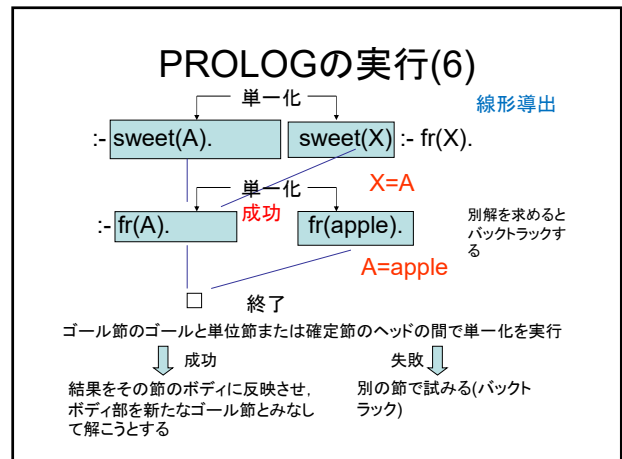 PROLOGの実行(6)
単一化
線形導出
:- sweet(A).
sweet(X) :- fr(X).
X=A
単一化
成功
:- fr(A).
fr(apple).
別解を求めると
バックトラックす
る
A=apple
終了
ゴール節のゴールと単位節または確定節のヘッドの間で単一化を実行
成功
失敗
結果をその節のボディに反映させ,
ボディ部を新たなゴール節とみなし
て解こうとする
別の節で試みる(バックト
ラック)